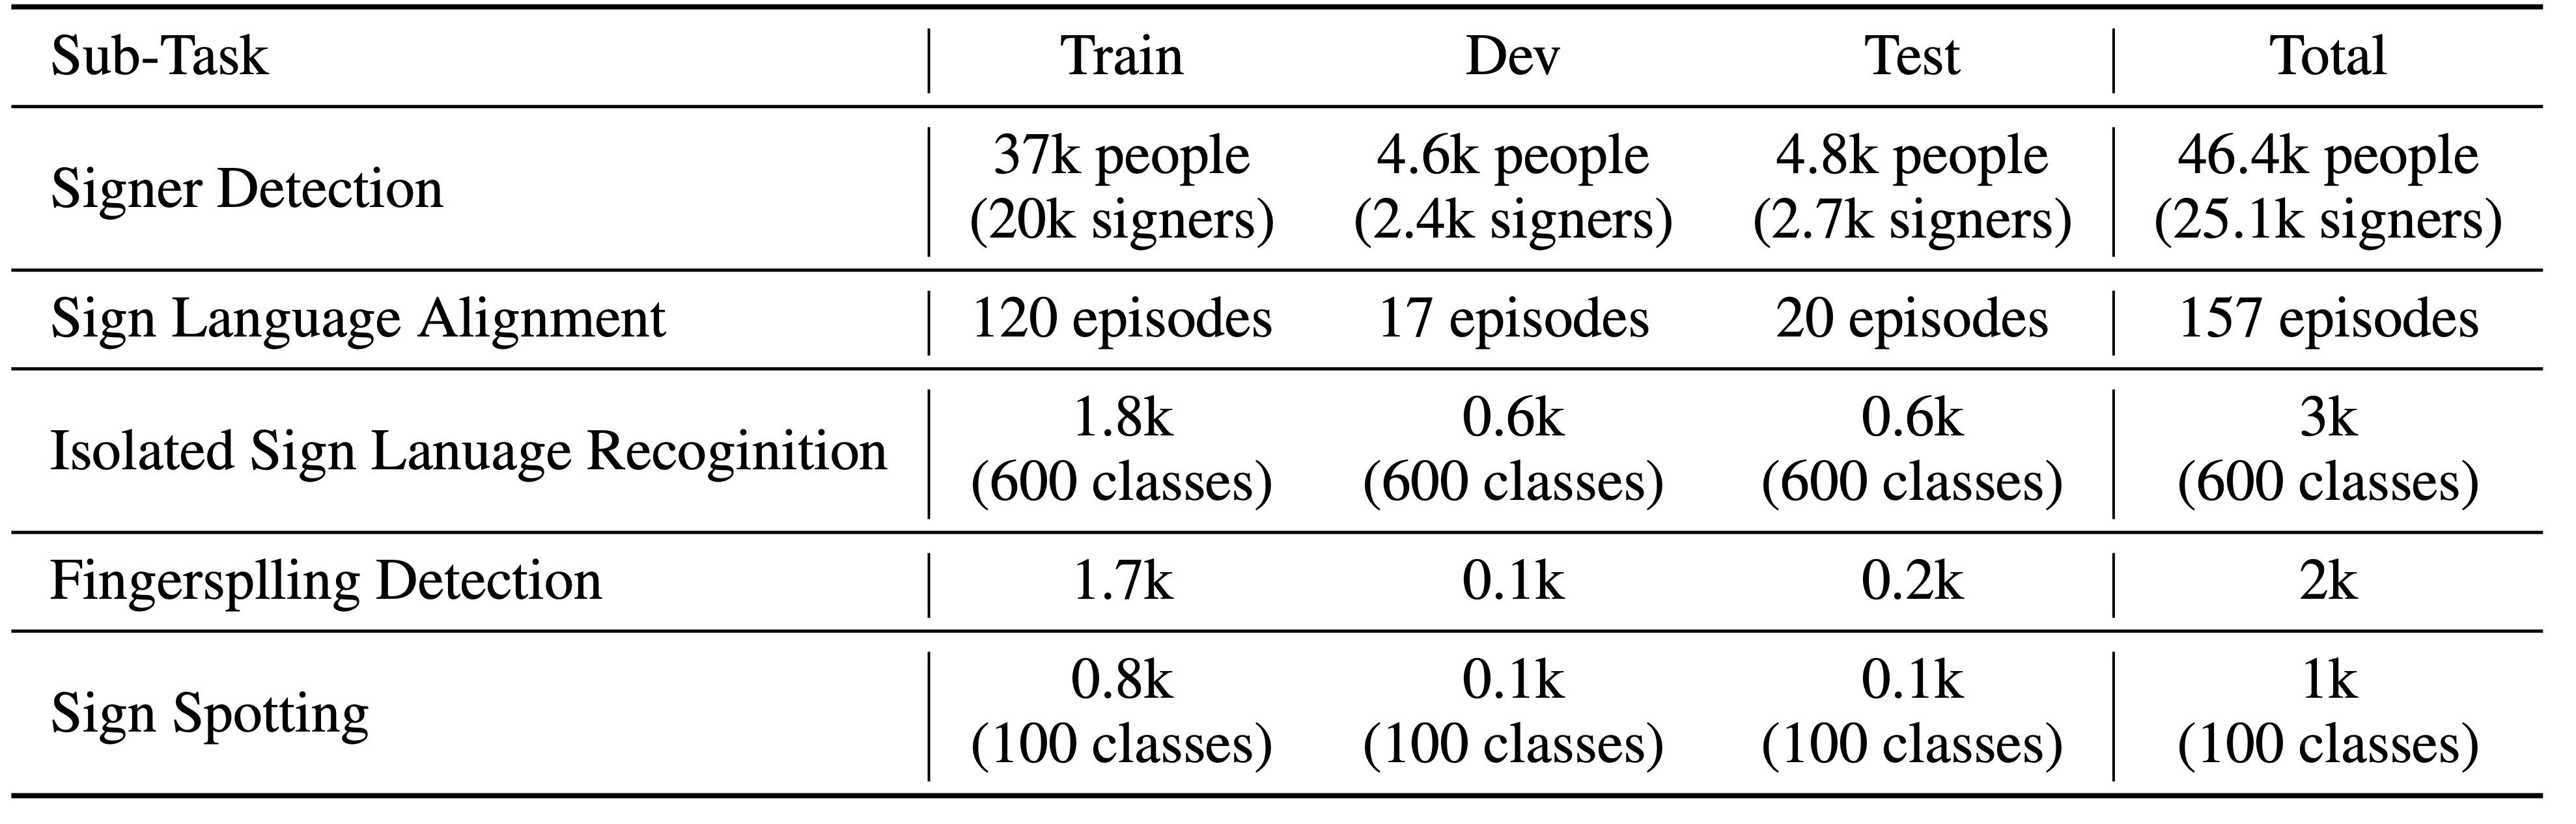 Sub-Task Train Dev Test Total
Signer Detection 37k people 4.6k people 4.8k people 46.4k people
(20k signers) (2.4k signers) (2.7k signers) (25.1k signers)
Sign Language Alignment 120 episodes 17 episodes 20 episodes 157 episodes
Isolated Sign Lanuage Recoginition 1.8k 0.6k 0.6k 3k
(600 classes) (600 classes) (600 classes) (600 classes)
Fingersplling Detection 1.7k 0.1k 0.2k 2k
Sign Spotting 0.8k 0.1k 0.1k 1k
(100 classes) (100 classes) (100 classes) (100 classes)